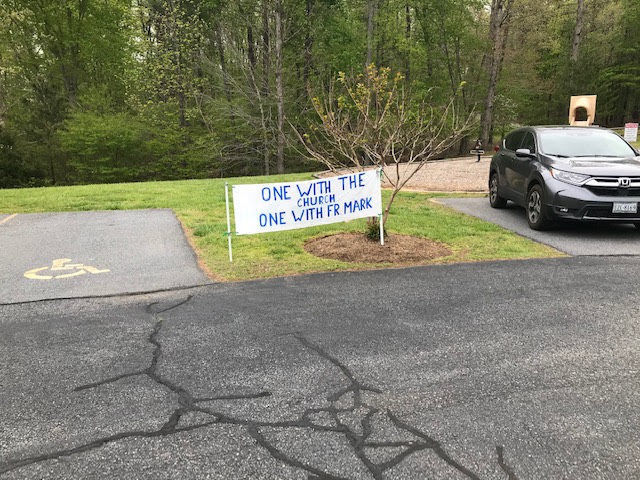 ONE WITH THE
CHURCH
ONE WITH FR MARK